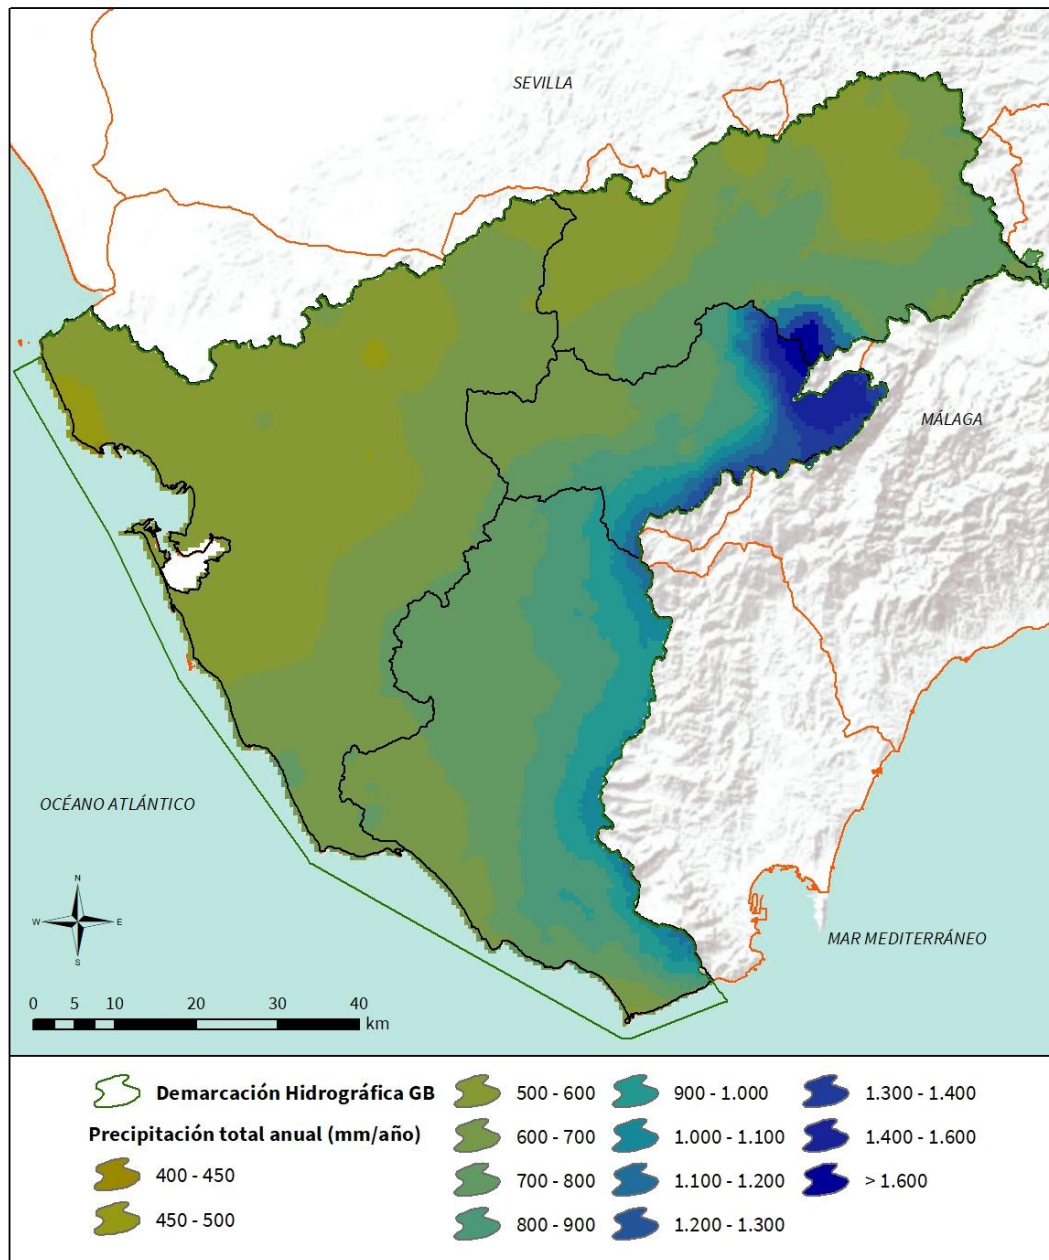 SEVILLA
MÁLAGA
OCÉANO ATLÁNTICO
MAR MEDITERRÁNEO
N
W E
S
0 5 10 20 30 40
km
Demarcación Hidrográfica GB
Precipitación total anual (mm/año)
400 - 450
450 - 500
500 - 600
600 - 700
700 - 800
800 - 900
900 - 1.000
1.000 - 1.100
1.100 - 1.200
1.200 - 1.300
1.300 - 1.400
1.400 - 1.600
> 1.600